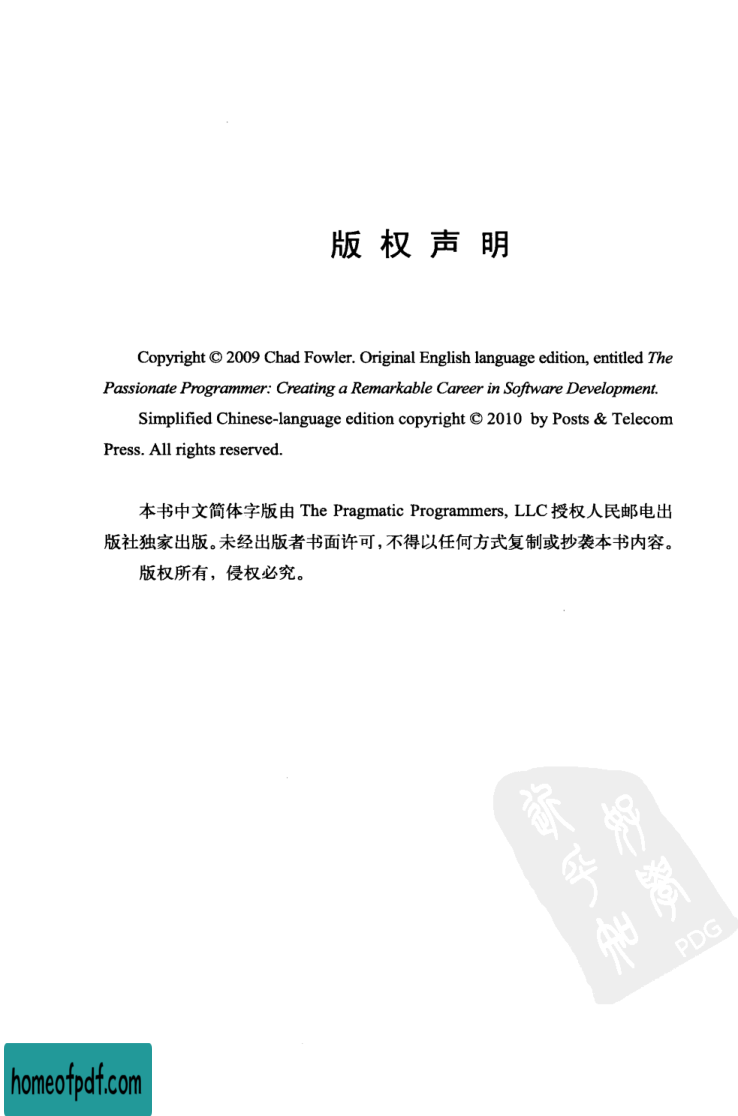 版权声明
Copyright © 2009 Chad Fowler. Original English language edition, entitled The
Passionate Programmer: Creating a Remarkable Career in Software Development.
Simplified Chinese-language edition copyright © 2010 by Posts & Telecom
Press. All rights reserved.
本书中文简体字版由 The Pragmatic Programmers, LLC 授权人民邮电出
版社独家出版。未经出版者书面许可，不得以任何方式复制或抄袭本书内容。
版权所有，侵权必究。
好學
PDG
homeofpdf.com